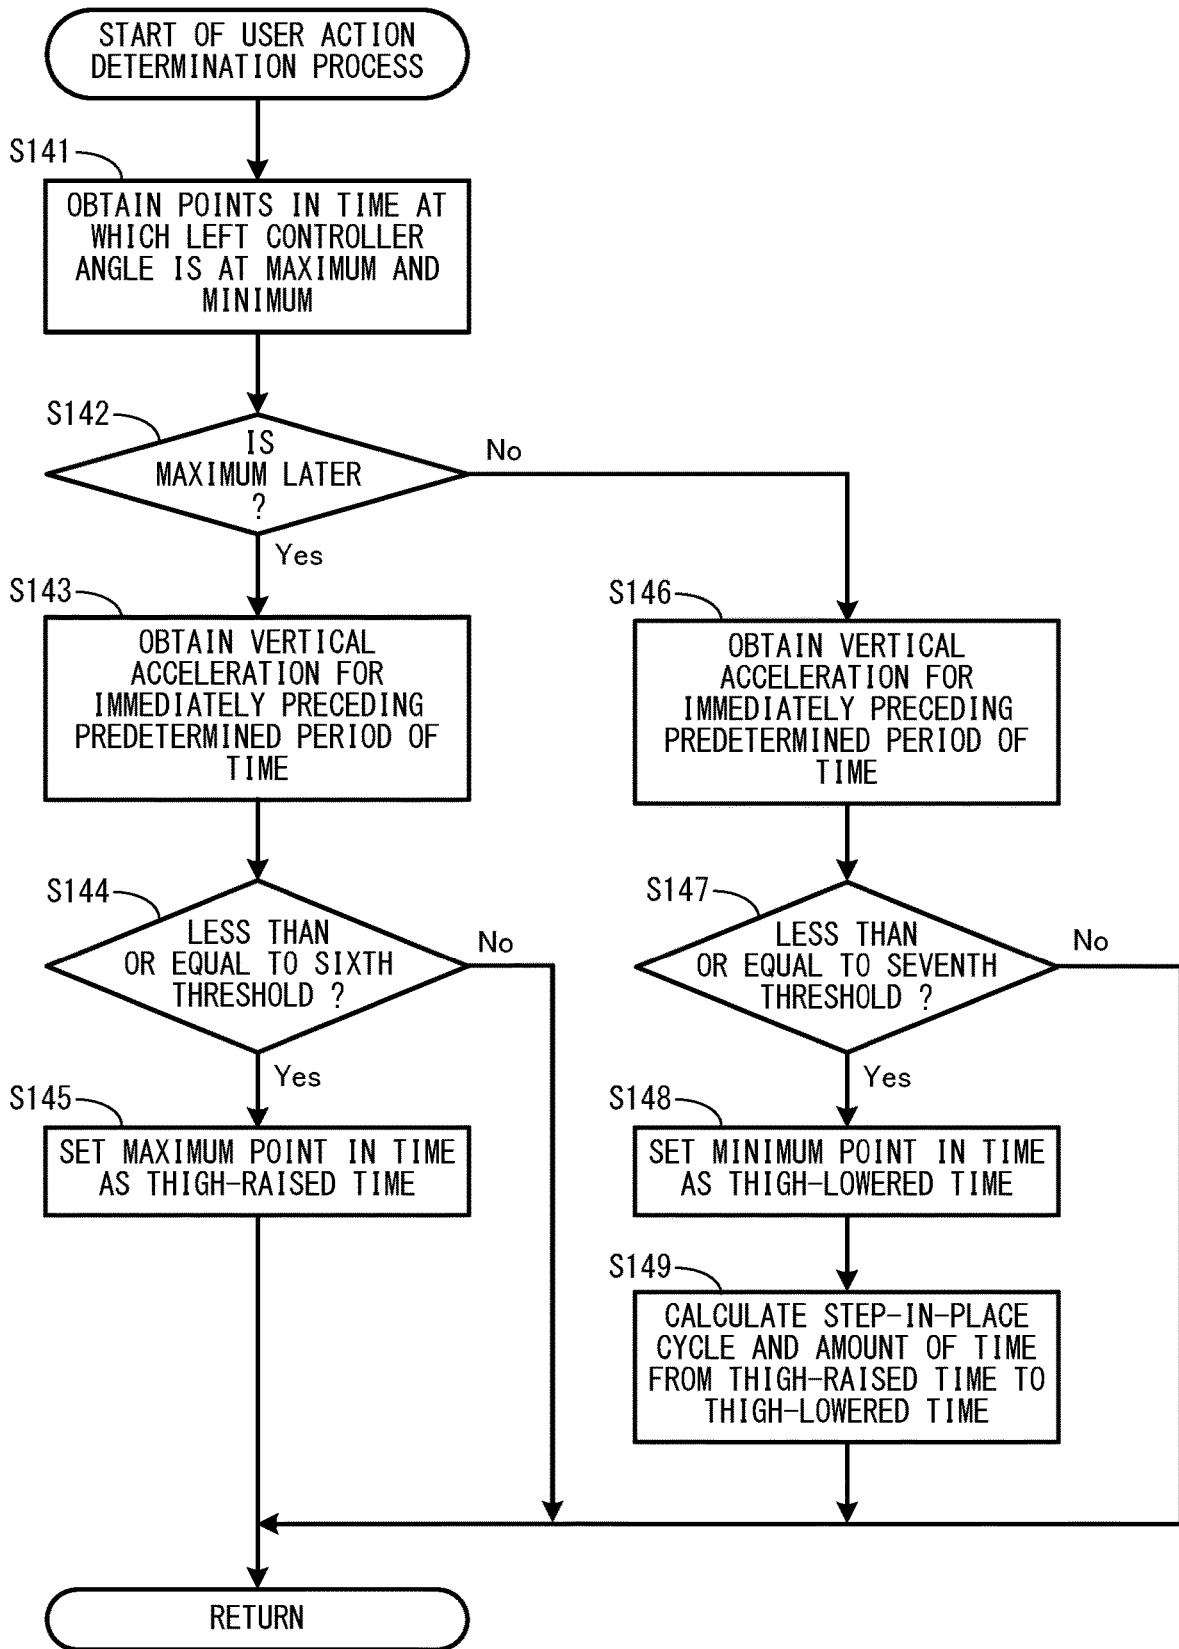 START OF USER ACTION
DETERMINATION PROCESS
S141
OBTAIN POINTS IN TIME AT
WHICH LEFT CONTROLLER
ANGLE IS AT MAXIMUM AND
MINIMUM
S142
IS
MAXIMUM LATER
?
No
Yes
S143
OBTAIN VERTICAL
ACCELERATION FOR
IMMEDIATELY PRECEDING
PREDETERMINED PERIOD OF
TIME
S144
LESS THAN
OR EQUAL TO SIXTH
THRESHOLD ?
No
Yes
S145
SET MAXIMUM POINT IN TIME
AS THIGH-RAISED TIME
S146
OBTAIN VERTICAL
ACCELERATION FOR
IMMEDIATELY PRECEDING
PREDETERMINED PERIOD OF
TIME
S147
LESS THAN
OR EQUAL TO SEVENTH
THRESHOLD ?
No
Yes
S148
SET MINIMUM POINT IN TIME
AS THIGH-LOWERED TIME
S149
CALCULATE STEP-IN-PLACE
CYCLE AND AMOUNT OF TIME
FROM THIGH-RAISED TIME TO
THIGH-LOWERED TIME
RETURN